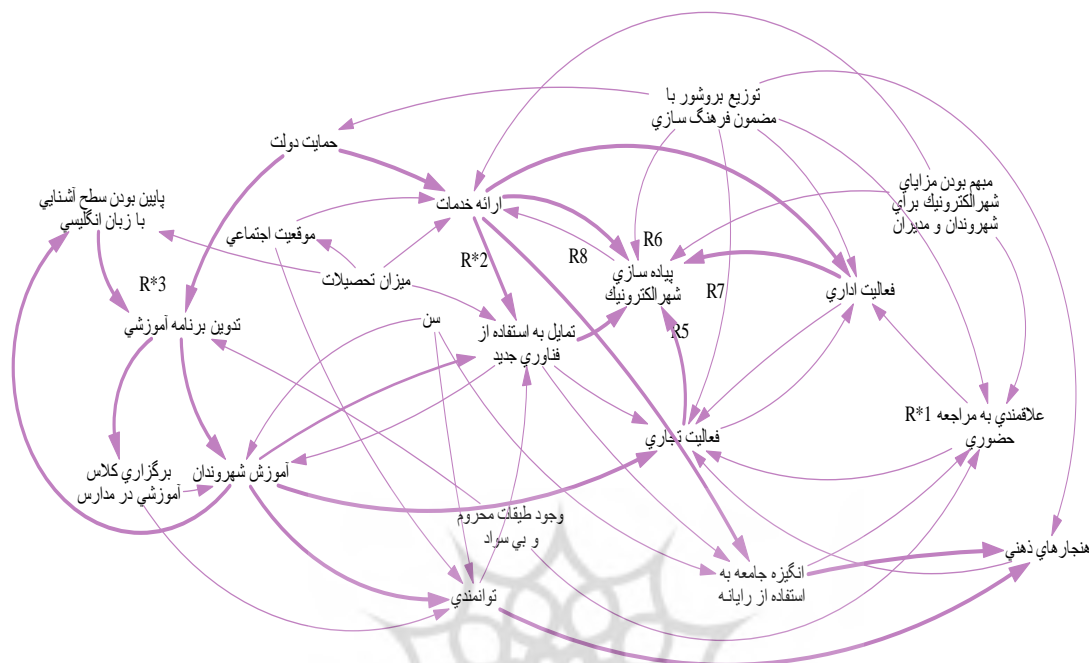 توزيع بروشور با
مضمون فرهنگ سازي
حمايت دولت
مبهم بودن مزاياي
شهرالكترونيك براي
شهروندان و مديران
پايين بودن سطح آشنايي
با زبان انگليسي
ارائه خدمات
موقعيت اجتماعي
R*2
R8
R6
R*3
ميزان تحصيلات
پياده سازي
شهرالكترونيك
R7
فعاليت اداري
تدوين برنامه آموزشي
سن
تمايل به استفاده از
فناوري جديد
R5
علاقمندي به مراجعه
حضوري
R*1
فعاليت تجاري
برگزاري كلاس
آموزشي در مدارس
آموزش شهروندان
وجود طبقات محروم
و بي سواد
هنجارهاي ذهني
انگيزه جامعه به
استفاده از رايانه
توانمندي